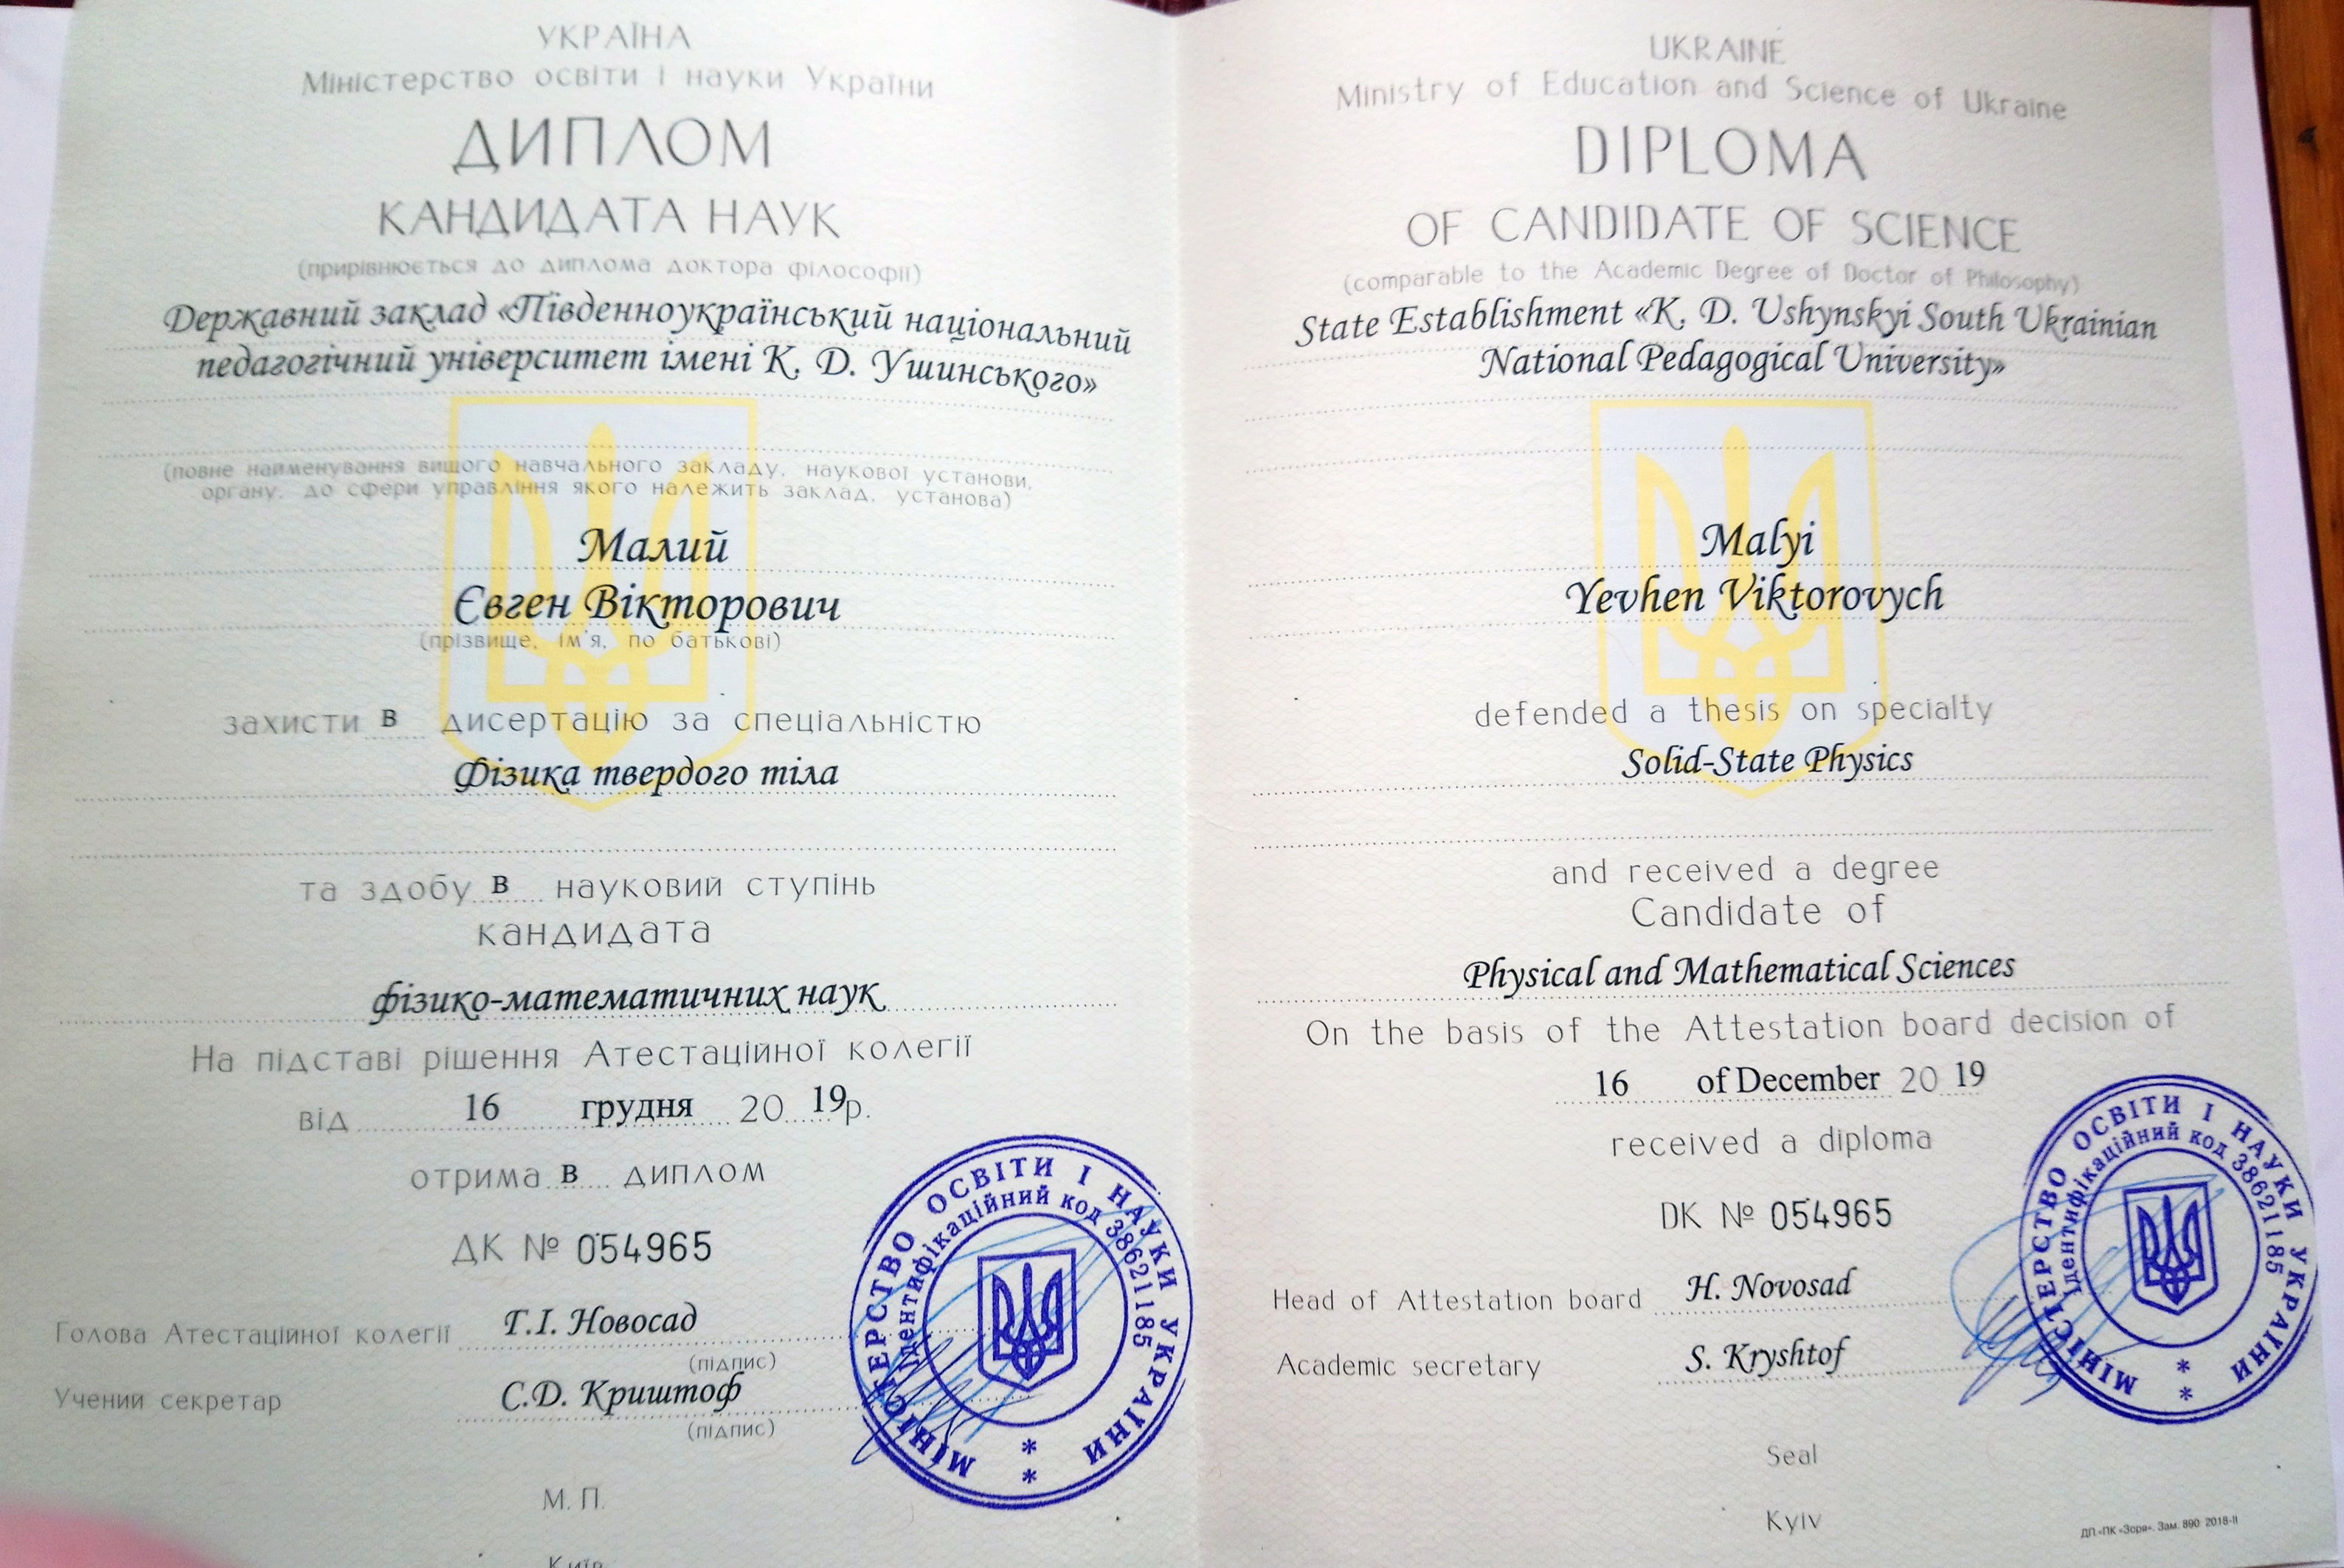 УКРАЇНА
Міністерство освіти і науки України
ДИПЛОМ
КАНДИДАТА НАУК
(прирівнюється до диплома доктора філософії)
Державний заклад «Південноукраїнський національний
педагогічний університет імені К. Д. Ушинського»
(повне найменування вищого навчального закладу, наукової установи,
органу, до сфери управління якого належить заклад, установа)
Малий
Євген Вікторович
(прізвище, ім'я, по батькові)
захисти в дисертацію за спеціальністю
Фізика твердого тіла
та здобу в науковий ступінь
кандидата
фізико-математичних наук
На підставі рішення Атестаційної колегії
від 16 грудня 20 19р.
отрима в диплом
ДК № 054965
Голова Атестаційної колегії Г.І. Новосад
(підпис)
Учений секретар С.Д. Криштоф
(підпис)
М. П.
Київ
МІНІСТЕРСТВО ОСВІТИ І НАУКИ УКРАЇНИ
Ідентифікаційний код 38621185
UKRAINE
Ministry of Education and Science of Ukraine
DIPLOMA
OF CANDIDATE OF SCIENCE
(comparable to the Academic Degree of Doctor of Philosophy)
State Establishment «K. D. Ushynskyi South Ukrainian
National Pedagogical University»
Malyi
Yevhen Viktorovych
defended a thesis on specialty
Solid-State Physics
and received a degree
Candidate of
Physical and Mathematical Sciences
On the basis of the Attestation board decision of
16 of December 20 19
received a diploma
DK № 054965
Head of Attestation board H. Novosad
Academic secretary S. Kryshtof
Seal
Kyiv
МІНІСТЕРСТВО ОСВІТИ І НАУКИ УКРАЇНИ
Ідентифікаційний код 38621185
ДП «ПК «Зоря». Зам. 890 2018-ІІ